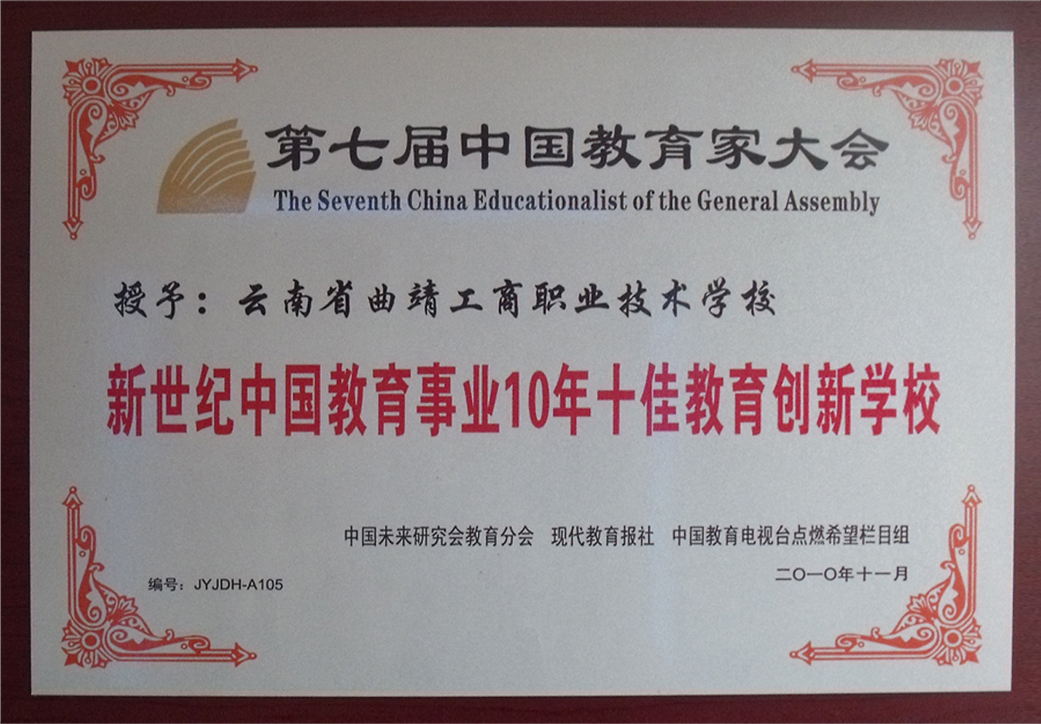 第七届中国教育家大会
The Seventh China Educationalist of the General Assembly
授予：云南省曲靖工商职业技术学校
新世纪中国教育事业10年十佳教育创新学校
中国未来研究会教育分会 现代教育报社 中国教育电视台点燃希望栏目组
二〇一〇年十一月
编号：JYJDH-A105